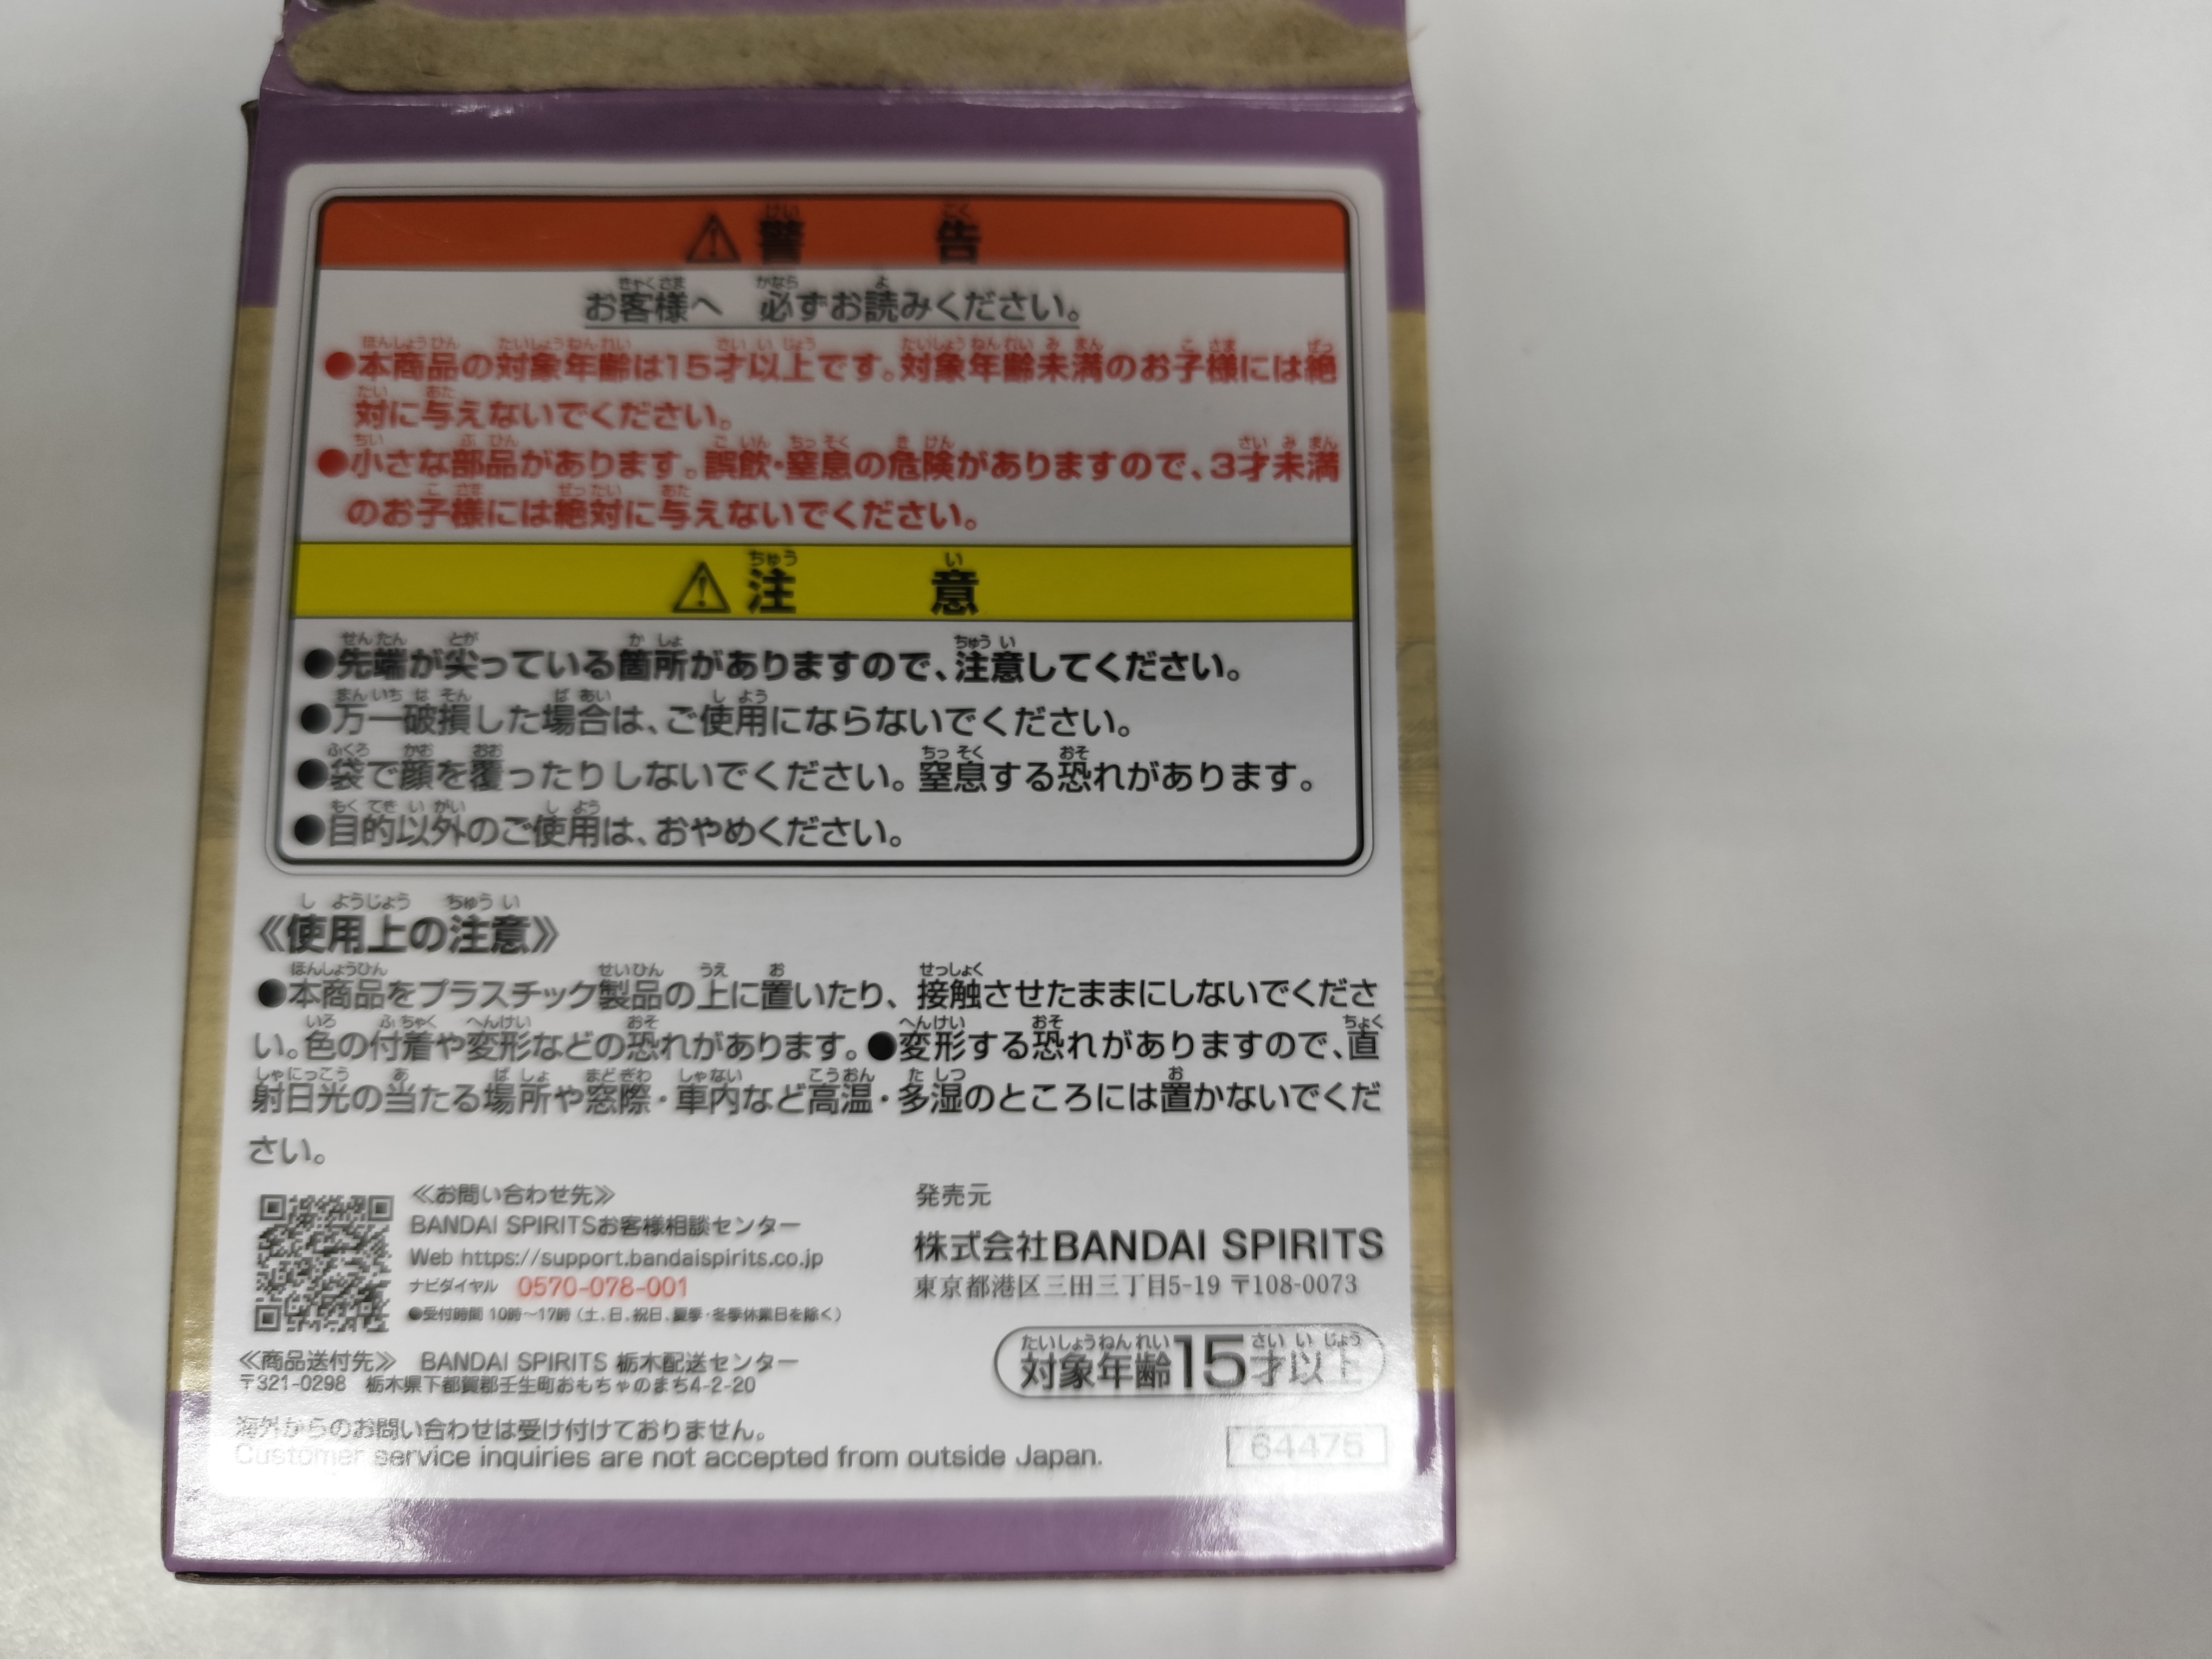 ⚠警告
お客様へ 必ずお読みください。
●本商品の対象年齢は15才以上です。対象年齢未満のお子様には絶
対に与えないでください。
●小さな部品があります。誤飲・窒息の危険がありますので、3才未満
のお子様には絶対に与えないでください。
⚠注意
●先端が尖っている箇所がありますので、注意してください。
●万一破損した場合は、ご使用にならないでください。
●袋で顔を覆ったりしないでください。窒息する恐れがあります。
●目的以外のご使用は、おやめください。
《使用上の注意》
●本商品をプラスチック製品の上に置いたり、接触させたままにしないでくださ
い。色の付着や変形などの恐れがあります。●変形する恐れがありますので、直
射日光の当たる場所や窓際・車内など高温・多湿のところには置かないでくだ
さい。
≪お問い合わせ先≫
BANDAI SPIRITSお客様相談センター
Web https://support.bandaispirits.co.jp
ナビダイヤル 0570-078-001
●受付時間 10時～17時（土、日、祝日、夏季・冬季休業日を除く）
発売元
株式会社BANDAI SPIRITS
東京都港区三田三丁目5-19 〒108-0073
≪商品送付先≫ BANDAI SPIRITS 栃木配送センター
〒321-0298 栃木県下都賀郡壬生町おもちゃのまち4-2-20
対象年齢15才以上
海外からのお問い合わせは受け付けておりません。
Customer service inquiries are not accepted from outside Japan.
64475